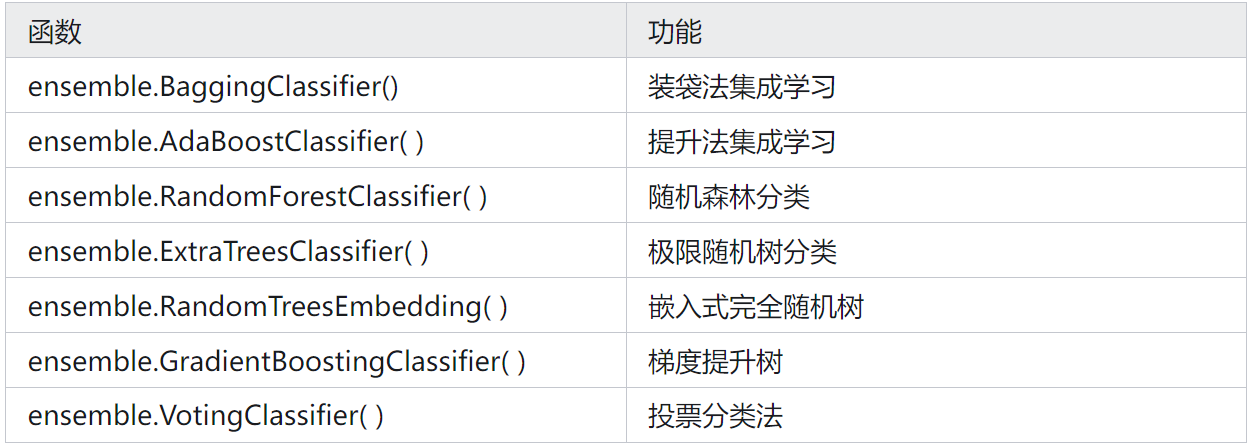 函数 功能
ensemble.BaggingClassifier() 装袋法集成学习
ensemble.AdaBoostClassifier( ) 提升法集成学习
ensemble.RandomForestClassifier( ) 随机森林分类
ensemble.ExtraTreesClassifier( ) 极限随机树分类
ensemble.RandomTreesEmbedding( ) 嵌入式完全随机树
ensemble.GradientBoostingClassifier( ) 梯度提升树
ensemble.VotingClassifier( ) 投票分类法